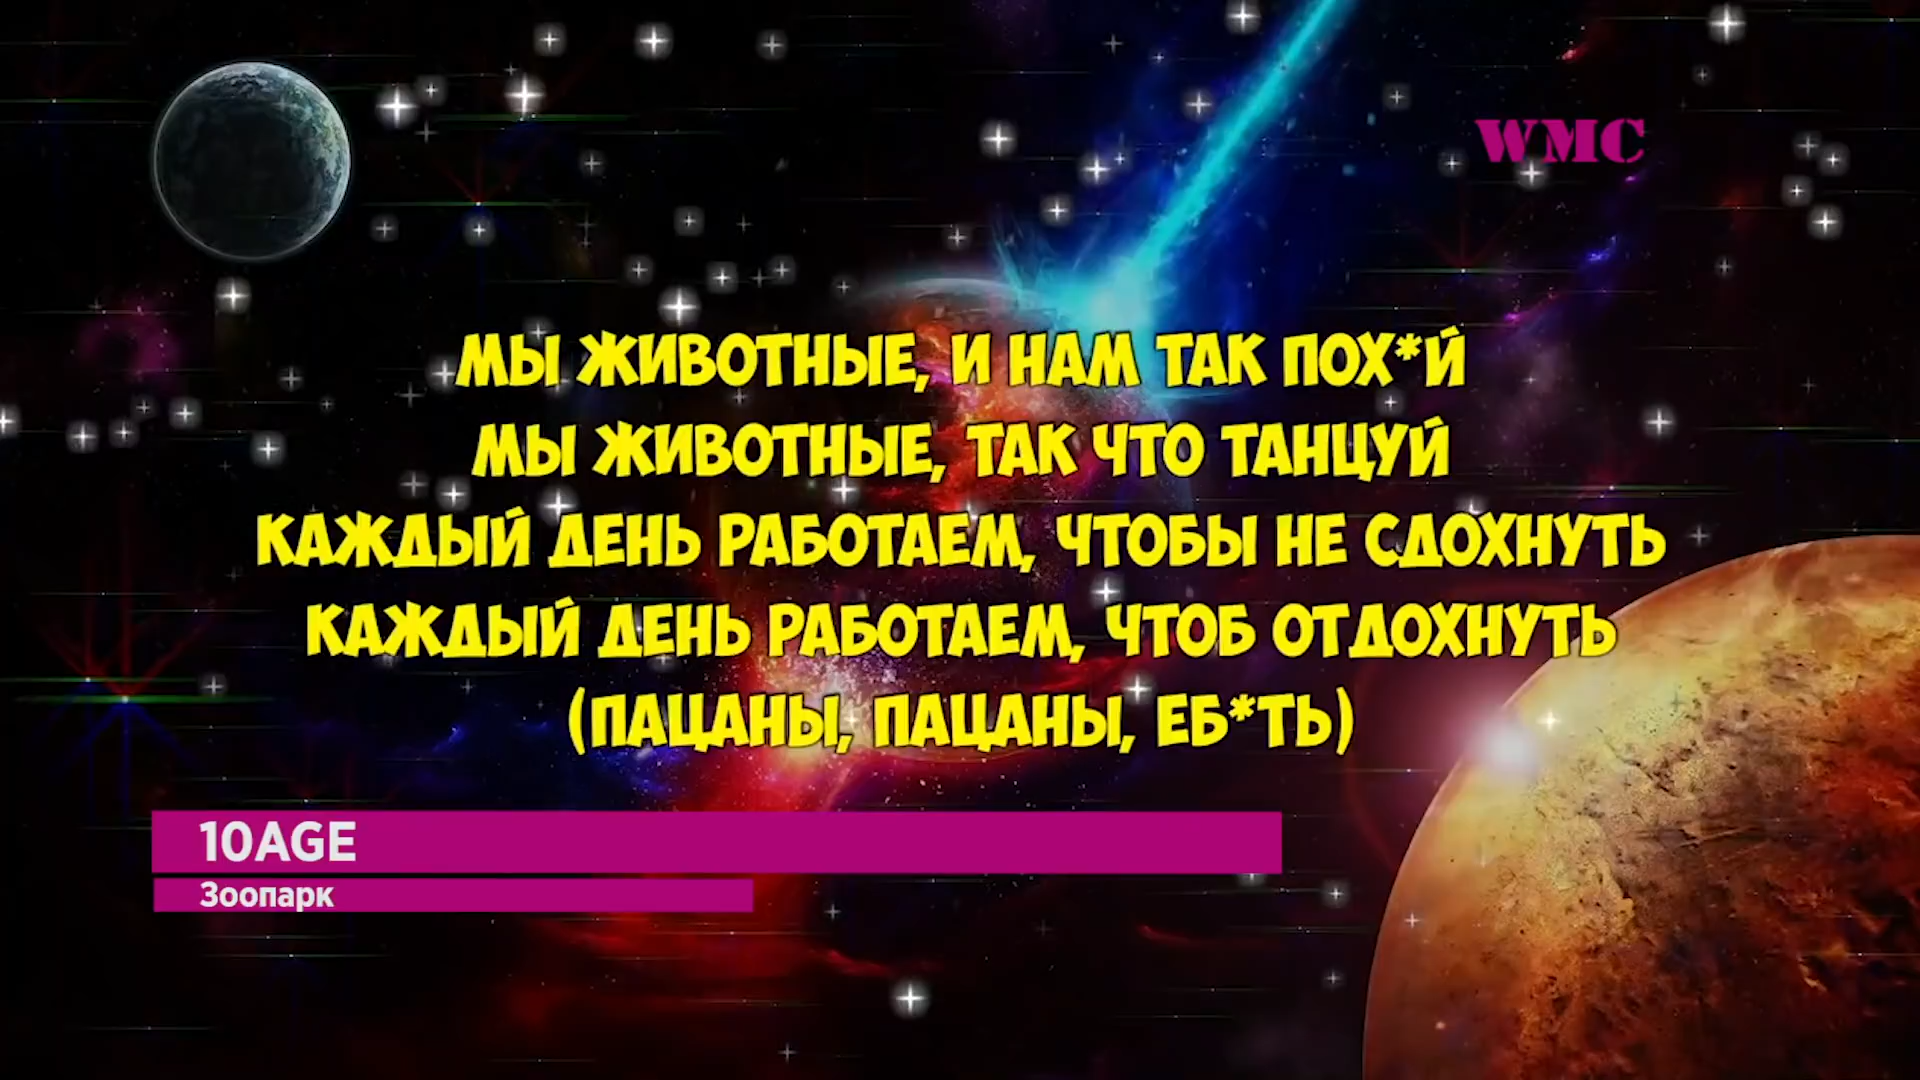 WMC
МЫ ЖИВОТНЫЕ, И НАМ ТАК ПОХ*Й
МЫ ЖИВОТНЫЕ, ТАК ЧТО ТАНЦУЙ
КАЖДЫЙ ДЕНЬ РАБОТАЕМ, ЧТОБЫ НЕ СДОХНУТЬ
КАЖДЫЙ ДЕНЬ РАБОТАЕМ, ЧТОБ ОТДОХНУТЬ
(ПАЦАНЫ, ПАЦАНЫ, ЕБ*ТЬ)
10AGE
Зоопарк